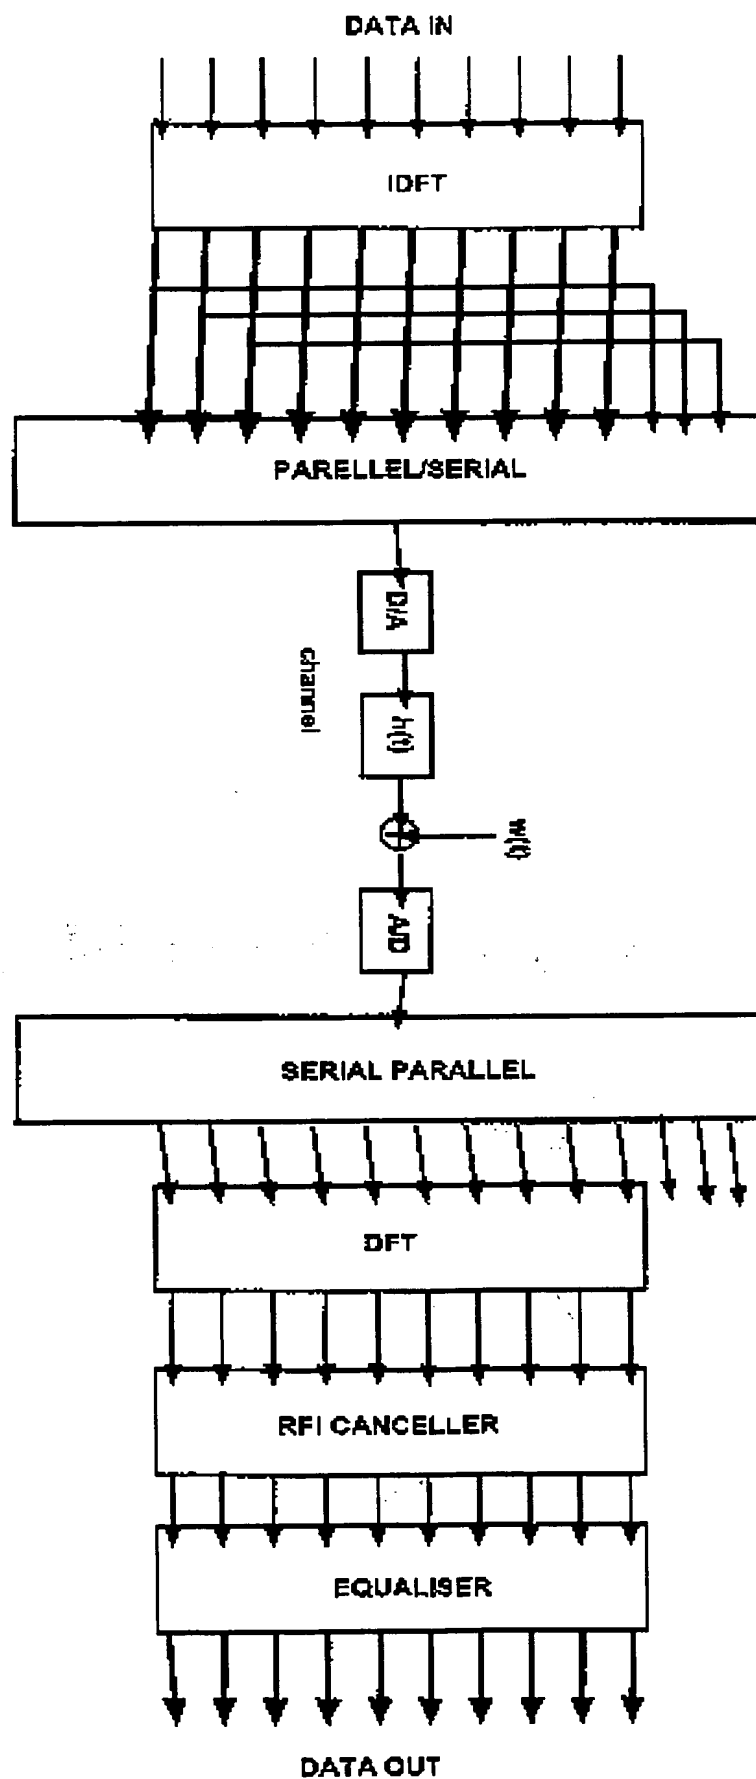 DATA IN
IDFT
PARELLEL/SERIAL
D/A
channel
h(t)
w(t)
A/D
SERIAL PARALLEL
DFT
RFI CANCELLER
EQUALISER
DATA OUT